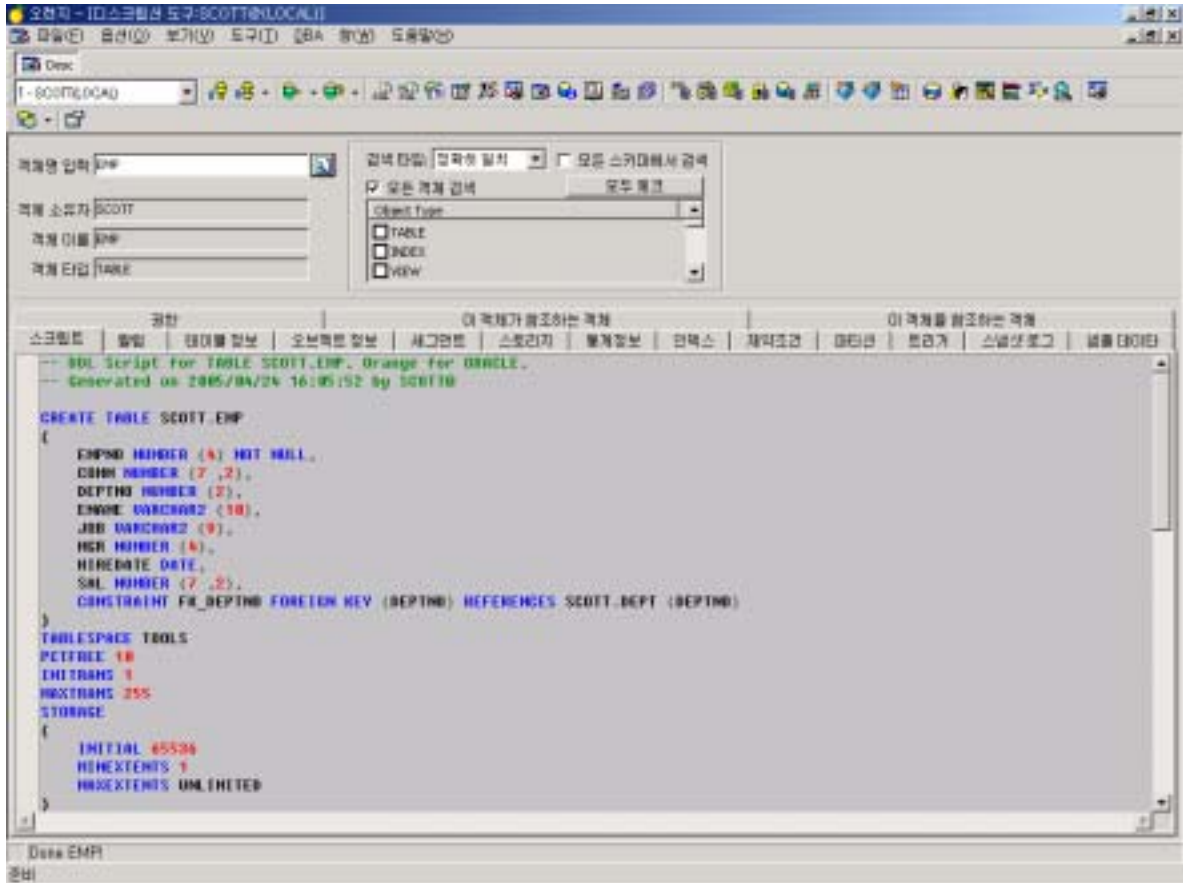 오렌지 - [디스크립션 도구:SCOTT@(LOCAL)]
파일(F) 옵션(O) 보기(V) 도구(T) DBA 창(W) 도움말(H)
Desc
1 - SCOTT(LOCAL)
객체명 입력 EMP
검색 타입: 정확히 일치 모든 스키마에서 검색
모든 객체 검색 모두 체크
객체 소유자 SCOTT
객체 이름 EMP
객체 타입 TABLE
Object Type
TABLE
INDEX
VIEW
권한 이 객체가 참조하는 객체 이 객체를 참조하는 객체
스크립트 컬럼 테이블 정보 오브젝트 정보 세그먼트 스토리지 통계정보 인덱스 제약조건 파티션 트리거 스냅샷 로그 샘플 데이터
-- DDL Script for TABLE SCOTT.EMP. Orange for ORACLE.
-- Generated on 2005/04/24 16:05:52 by SCOTT@
CREATE TABLE SCOTT.EMP
(
EMPNO NUMBER (4) NOT NULL,
COMM NUMBER (7 ,2),
DEPTNO NUMBER (2),
ENAME VARCHAR2 (10),
JOB VARCHAR2 (9),
MGR NUMBER (4),
HIREDATE DATE,
SAL NUMBER (7 ,2),
CONSTRAINT FK_DEPTNO FOREIGN KEY (DEPTNO) REFERENCES SCOTT.DEPT (DEPTNO)
)
TABLESPACE TOOLS
PCTFREE 10
INITRANS 1
MAXTRANS 255
STORAGE
(
INITIAL 65536
MINEXTENTS 1
MAXEXTENTS UNLIMITED
)
Done EMP!
준비